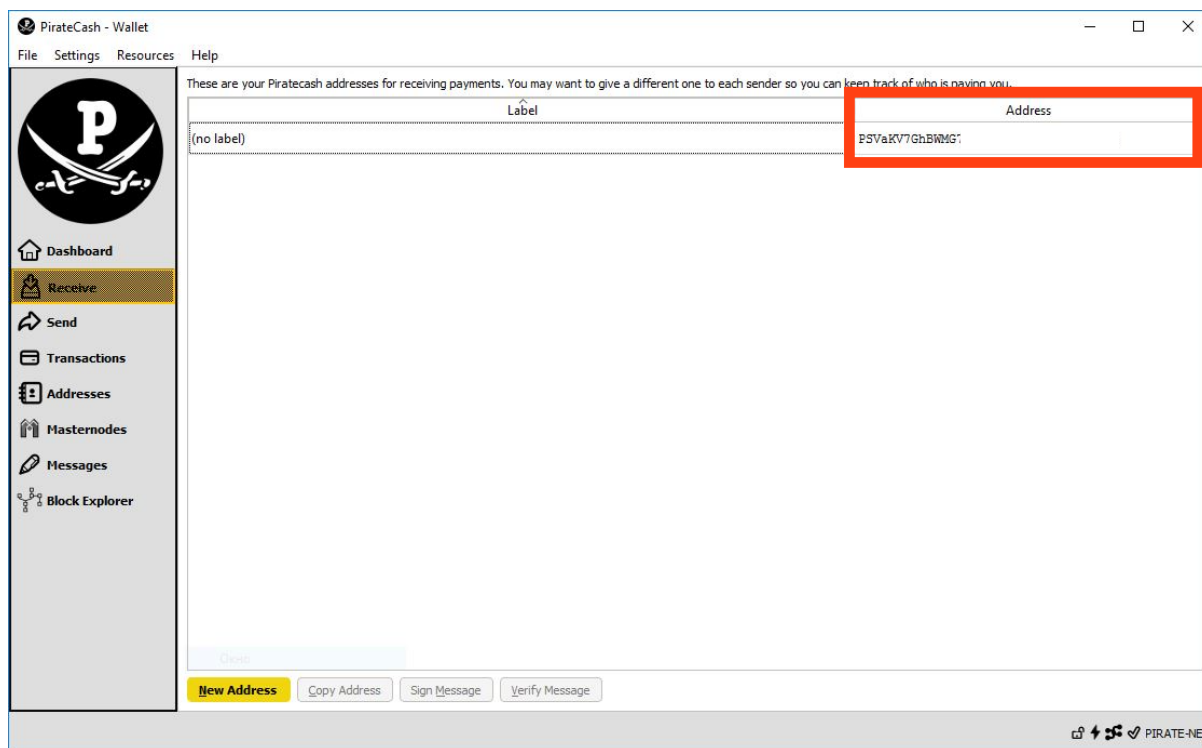 PirateCash - Wallet
File Settings Resources Help
These are your Piratecash addresses for receiving payments. You may want to give a different one to each sender so you can keep track of who is paying you.
Label Address
(no label) PSVaKV7GhBWMG
P
Dashboard
Receive
Send
Transactions
Addresses
Masternodes
Messages
Block Explorer
New Address Copy Address Sign Message Verify Message
PIRATE-NE